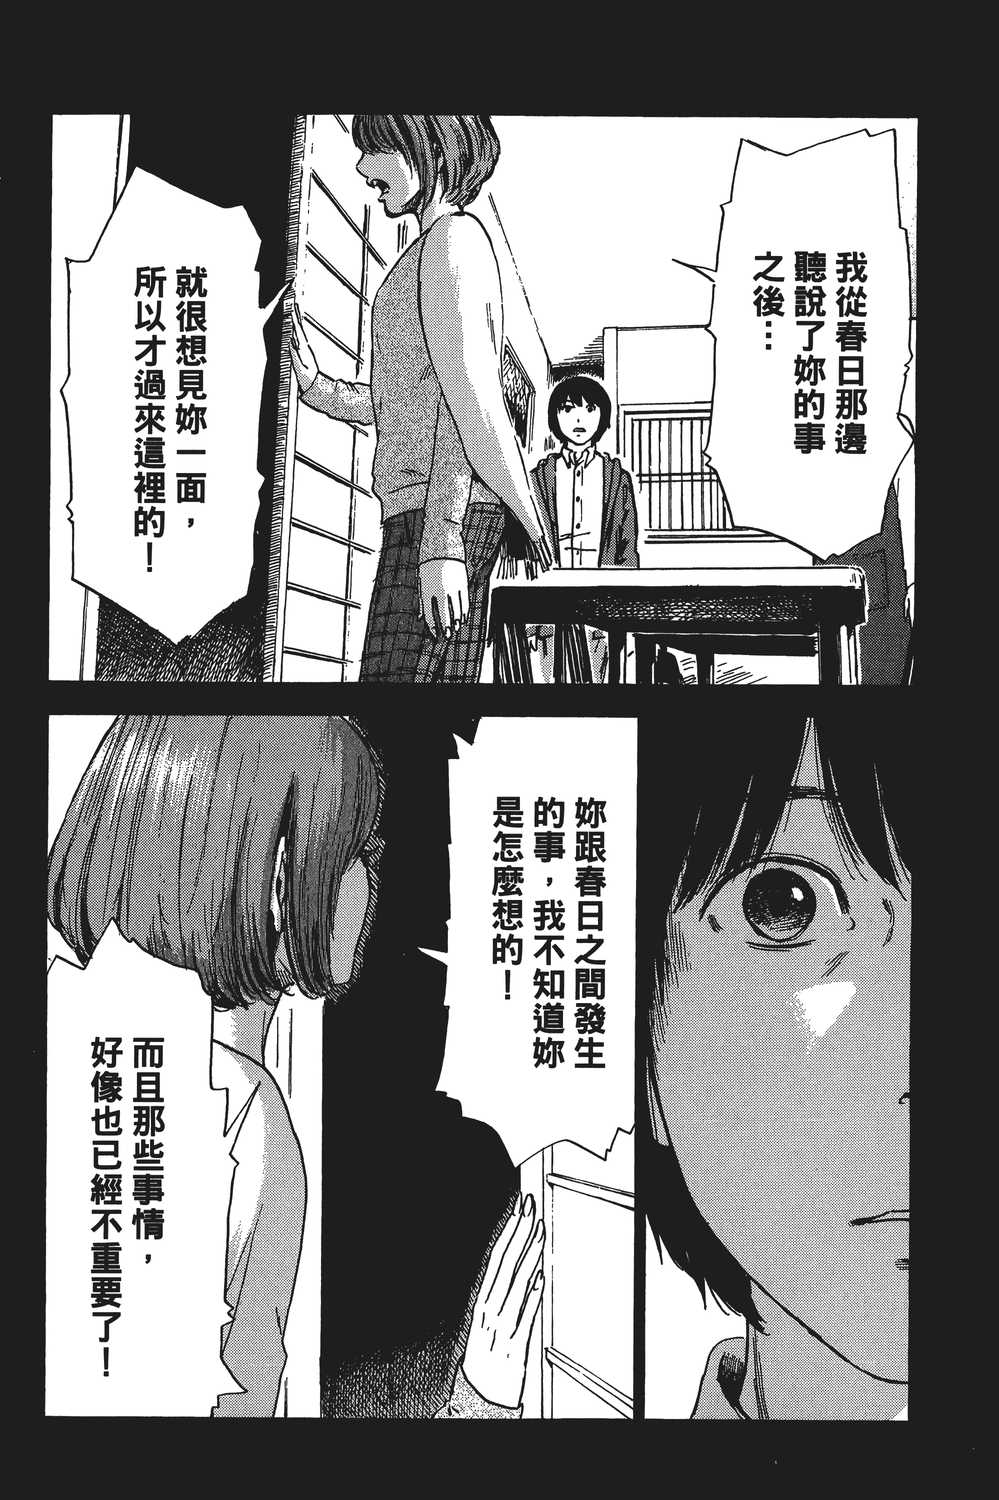 我從春日那邊
聽說了妳的事
之後…
就很想見妳一面，
所以才過來這裡的！
妳跟春日之間發生
的事，我不知道妳
是怎麼想的！
而且那些事情，
好像也已經不重要了！